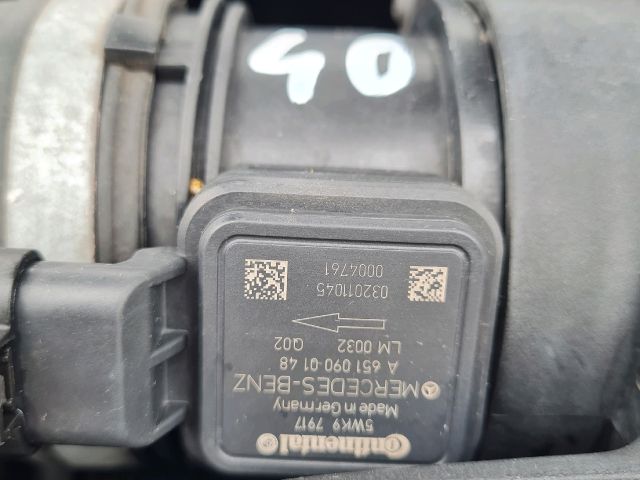 Continental
5WK9 7917
Made in Germany
MERCEDES-BENZ
A 651 090-01 48
LM 0032 Q02
032011045
0004761
40